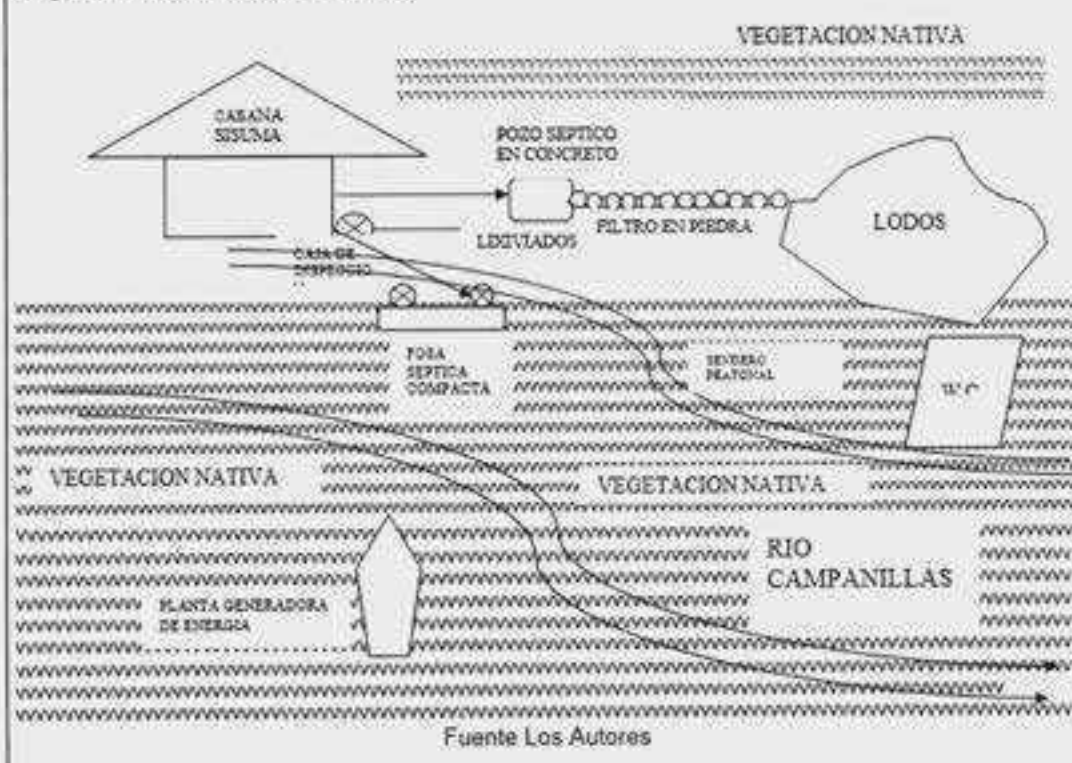 VEGETACION NATIVA
CABAÑA
SISUMA
POZO SEPTICO
EN CONCRETO
LODOS
FILTRO EN PIEDRA
LIXIVIADOS
CAJA DE
POSA
SEPTICA
COMPACTA
SENDERO
PEATONAL
W.C
VEGETACION NATIVA
VEGETACION NATIVA
RIO
CAMPANILLAS
PLANTA GENERADORA
DE ENERGIA
Fuente Los Autores